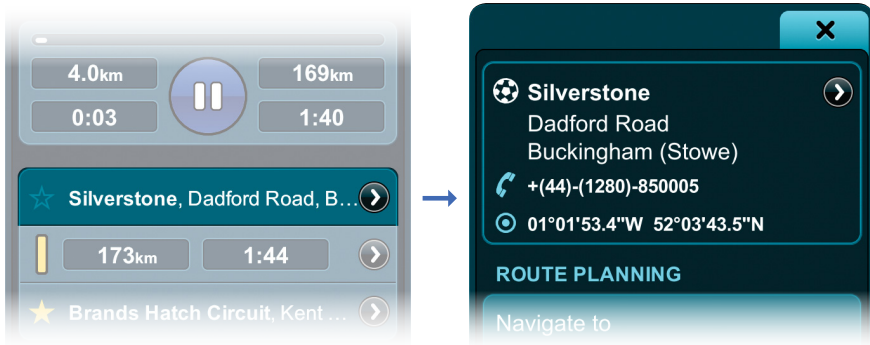 4.0km
169km
0:03
1:40
Silverstone, Dadford Road, B...
173km
1:44
Brands Hatch Circuit, Kent ...
Silverstone
Dadford Road
Buckingham (Stowe)
+(44)-(1280)-850005
01°01'53.4"W 52°03'43.5"N
ROUTE PLANNING
Navigate to